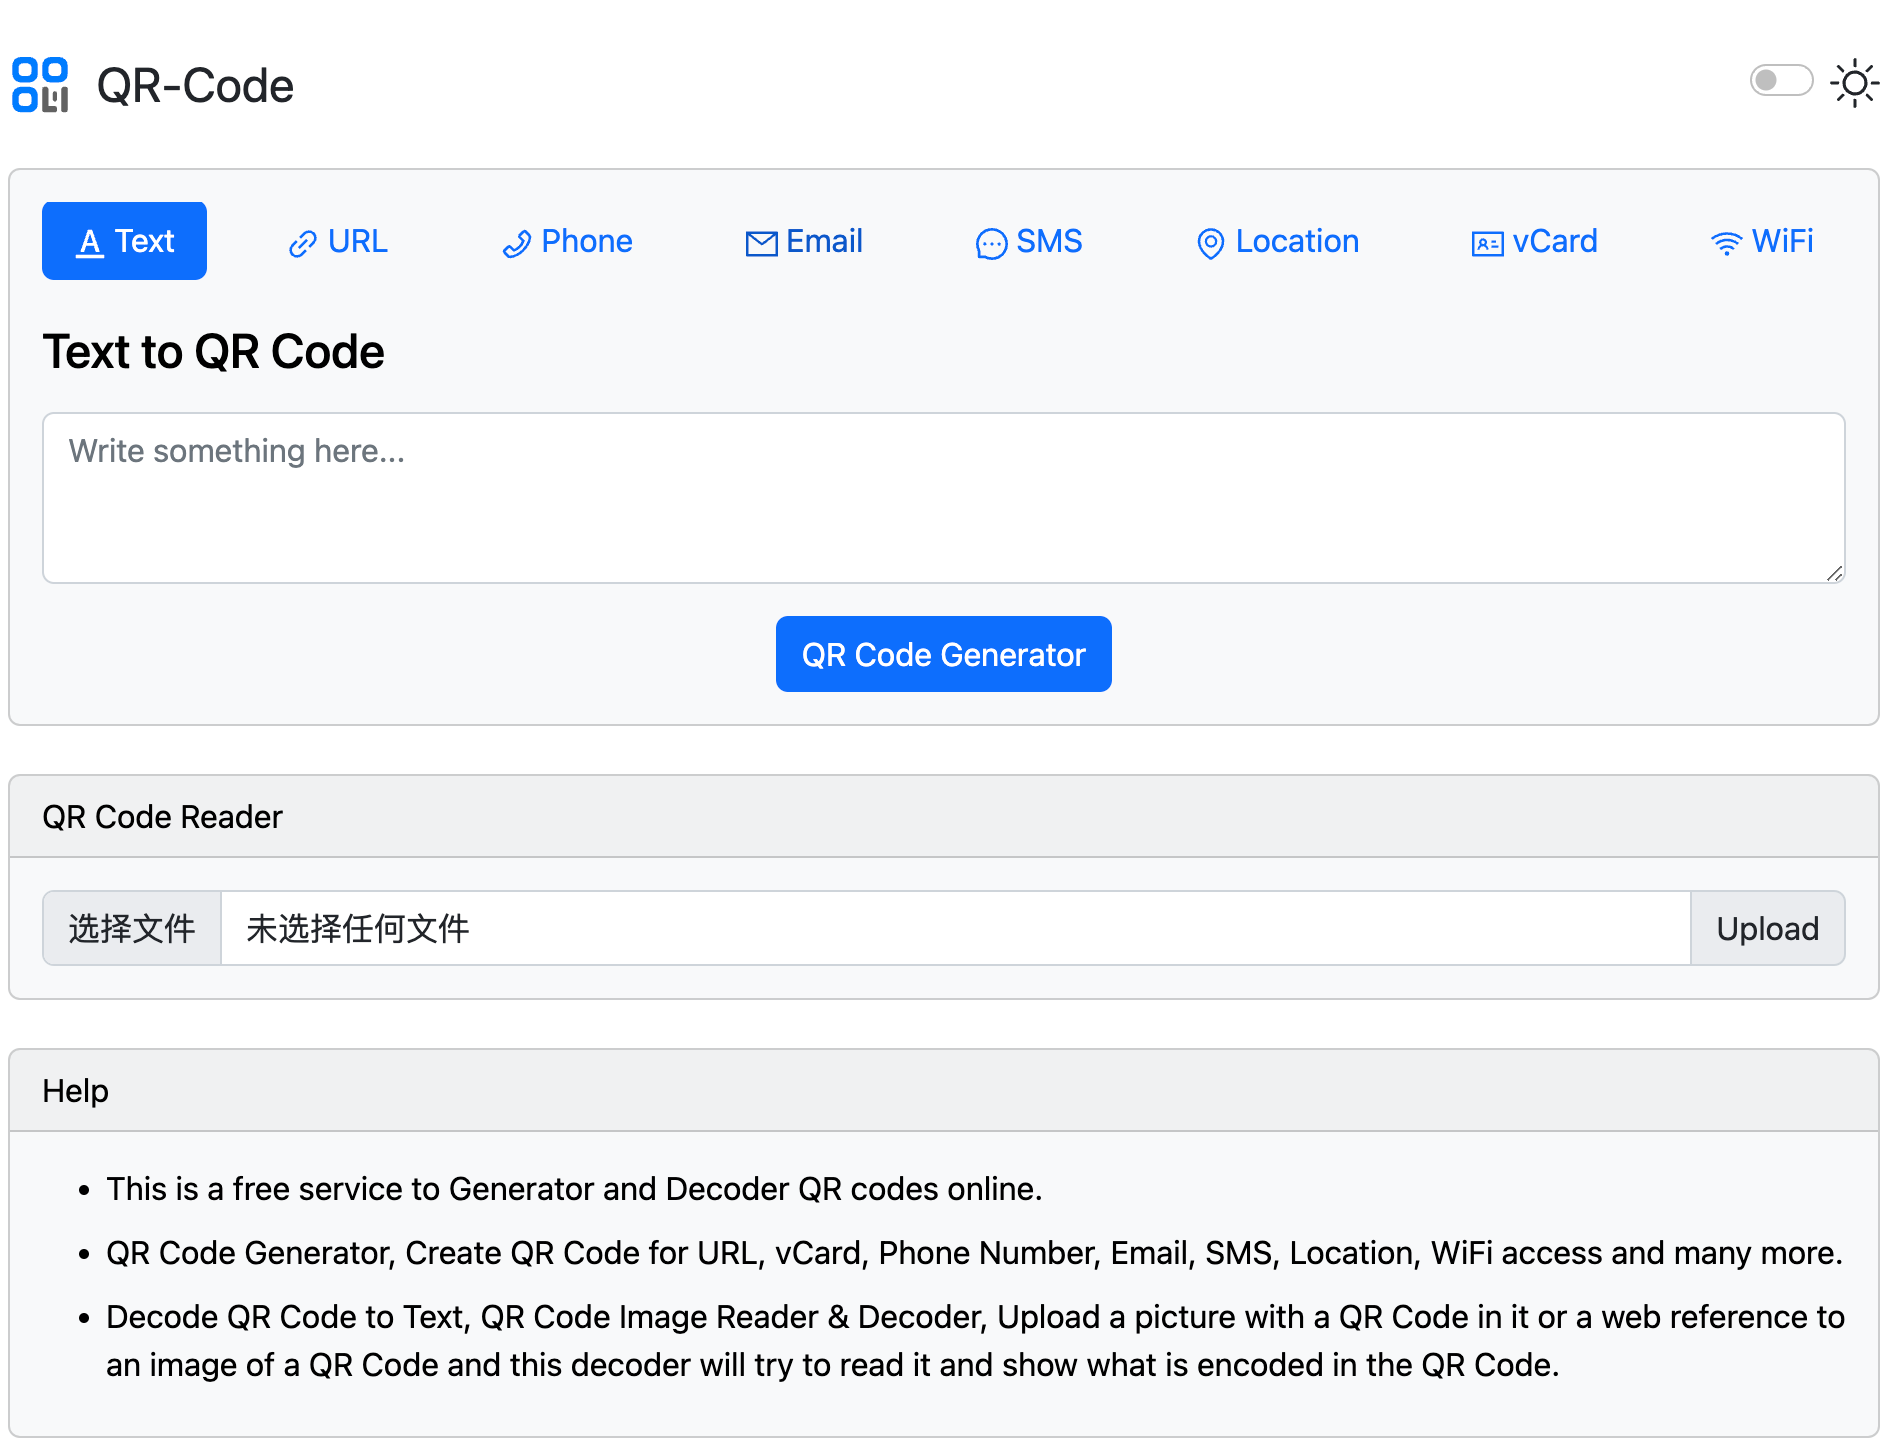 QR-Code
Text
URL
Phone
Email
SMS
Location
vCard
WiFi
Text to QR Code
Write something here...
QR Code Generator
QR Code Reader
选择文件
未选择任何文件
Upload
Help
This is a free service to Generator and Decoder QR codes online.
QR Code Generator, Create QR Code for URL, vCard, Phone Number, Email, SMS, Location, WiFi access and many more.
Decode QR Code to Text, QR Code Image Reader & Decoder, Upload a picture with a QR Code in it or a web reference to
an image of a QR Code and this decoder will try to read it and show what is encoded in the QR Code.